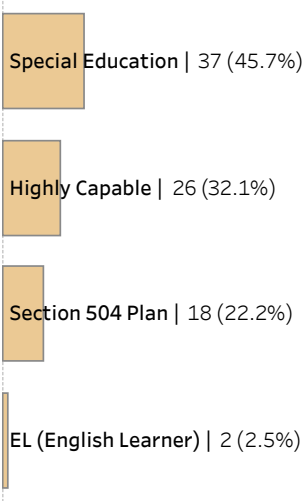 Special Education | 37 (45.7%)
Highly Capable | 26 (32.1%)
Section 504 Plan | 18 (22.2%)
EL (English Learner) | 2 (2.5%)